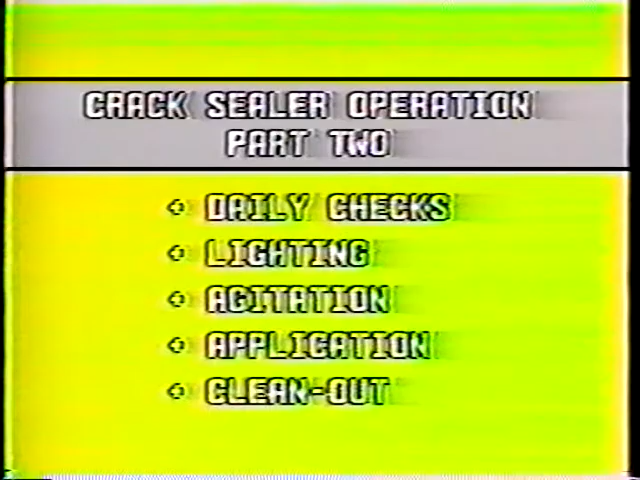 CRACK SEALER OPERATION
PART TWO
DAILY CHECKS
LIGHTING
AGITATION
APPLICATION
CLEAN-OUT